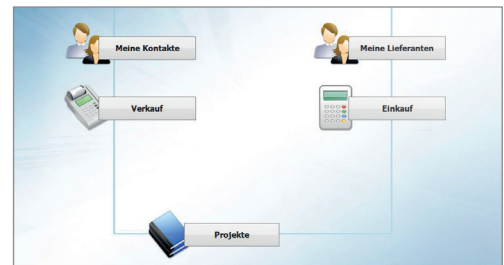 Meine Kontakte
Meine Lieferanten
Verkauf
Einkauf
Projekte